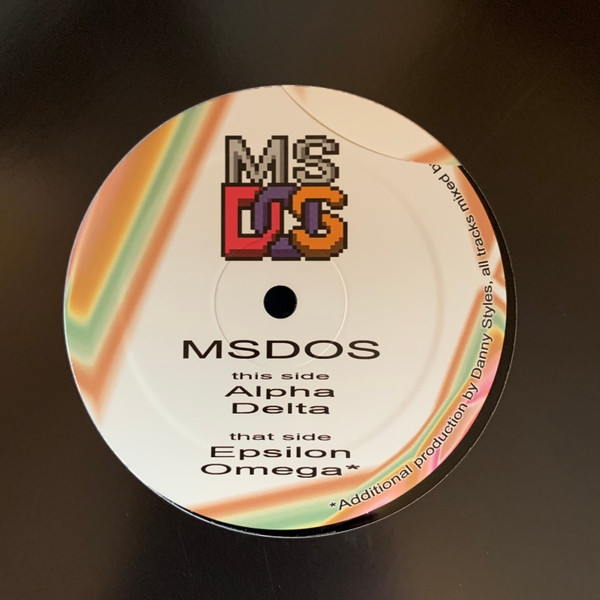 MS
DOS
MSDOS
this side
Alpha
Delta
that side
Epsilon
Omega*
*Additional production by Danny Styles, all tracks mixed b